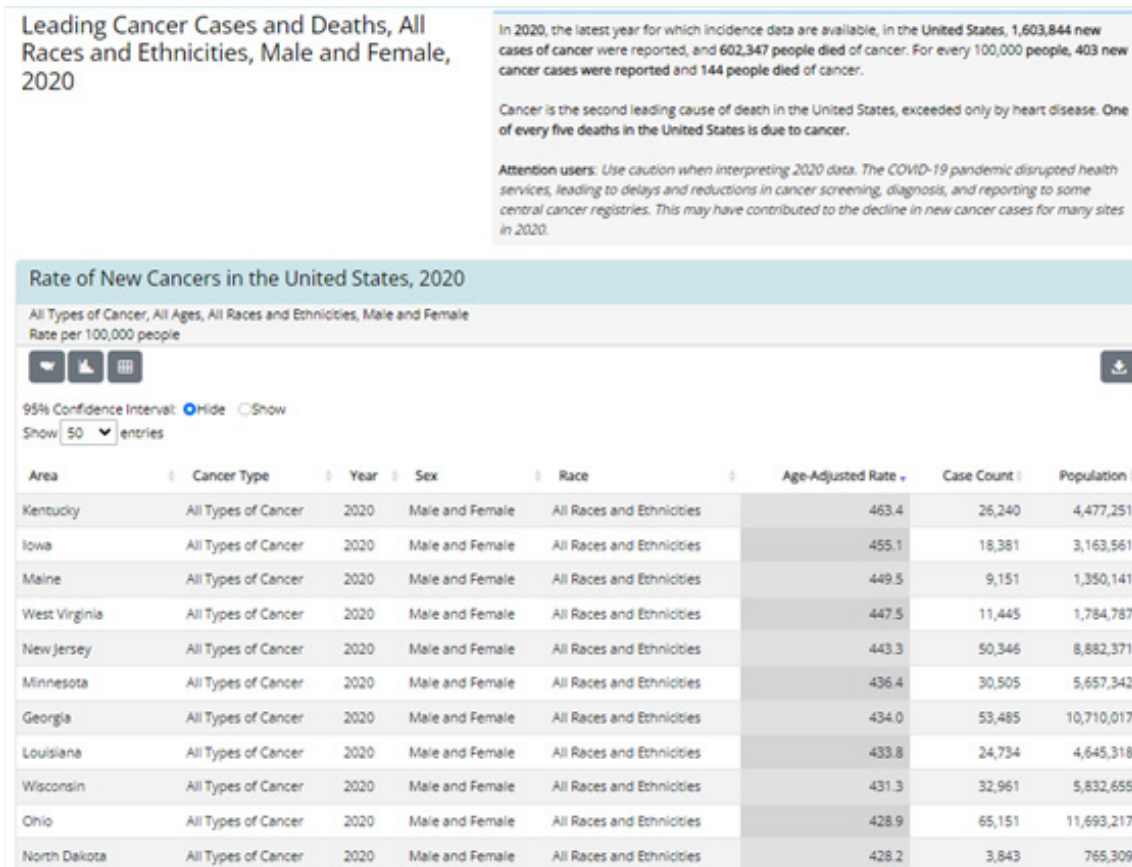 Leading Cancer Cases and Deaths, All
Races and Ethnicities, Male and Female,
2020
In 2020, the latest year for which incidence data are available, in the United States, 1,603,844 new
cases of cancer were reported, and 602,347 people died of cancer. For every 100,000 people, 403 new
cancer cases were reported and 144 people died of cancer.
Cancer is the second leading cause of death in the United States, exceeded only by heart disease. One
of every five deaths in the United States is due to cancer.
Attention users: Use caution when interpreting 2020 data. The COVID-19 pandemic disrupted health
services, leading to delays and reductions in cancer screening, diagnosis, and reporting to some
central cancer registries. This may have contributed to the decline in new cancer cases for many sites
in 2020.
Rate of New Cancers in the United States, 2020
All Types of Cancer, All Ages, All Races and Ethnicities, Male and Female
Rate per 100,000 people
95% Confidence Interval: Hide Show
Show 50 entries
Area Cancer Type Year Sex Race Age-Adjusted Rate Case Count Population
Kentucky All Types of Cancer 2020 Male and Female All Races and Ethnicities 463.4 26,240 4,477,251
Iowa All Types of Cancer 2020 Male and Female All Races and Ethnicities 455.1 18,381 3,163,561
Maine All Types of Cancer 2020 Male and Female All Races and Ethnicities 449.5 9,151 1,350,141
West Virginia All Types of Cancer 2020 Male and Female All Races and Ethnicities 447.5 11,445 1,784,787
New Jersey All Types of Cancer 2020 Male and Female All Races and Ethnicities 443.3 50,346 8,882,371
Minnesota All Types of Cancer 2020 Male and Female All Races and Ethnicities 436.4 30,505 5,657,342
Georgia All Types of Cancer 2020 Male and Female All Races and Ethnicities 434.0 53,485 10,710,017
Louisiana All Types of Cancer 2020 Male and Female All Races and Ethnicities 433.8 24,734 4,645,318
Wisconsin All Types of Cancer 2020 Male and Female All Races and Ethnicities 431.3 32,961 5,832,655
Ohio All Types of Cancer 2020 Male and Female All Races and Ethnicities 428.9 65,151 11,693,217
North Dakota All Types of Cancer 2020 Male and Female All Races and Ethnicities 428.2 3,843 765,309